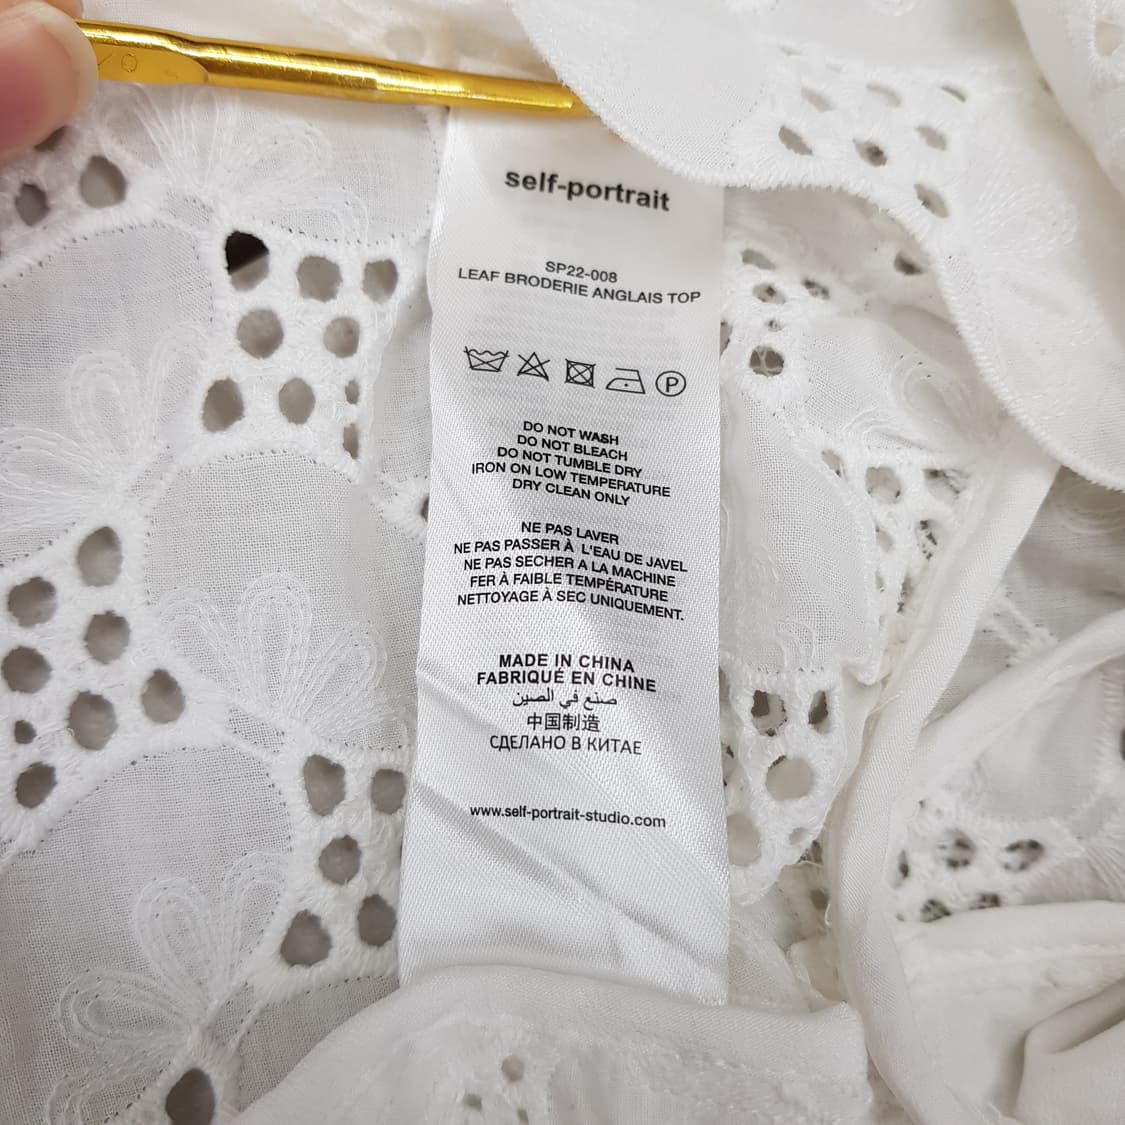 self-portrait
SP22-008
LEAF BRODERIE ANGLAIS TOP
P
DO NOT WASH
DO NOT BLEACH
DO NOT TUMBLE DRY
IRON ON LOW TEMPERATURE
DRY CLEAN ONLY
NE PAS LAVER
NE PAS PASSER À L'EAU DE JAVEL
NE PAS SECHER A LA MACHINE
FER À FAIBLE TEMPÉRATURE
NETTOYAGE À SEC UNIQUEMENT.
MADE IN CHINA
FABRIQUÉ EN CHINE
صنع في الصين
中国制造
СДЕЛАНО В КИТАЕ
www.self-portrait-studio.com